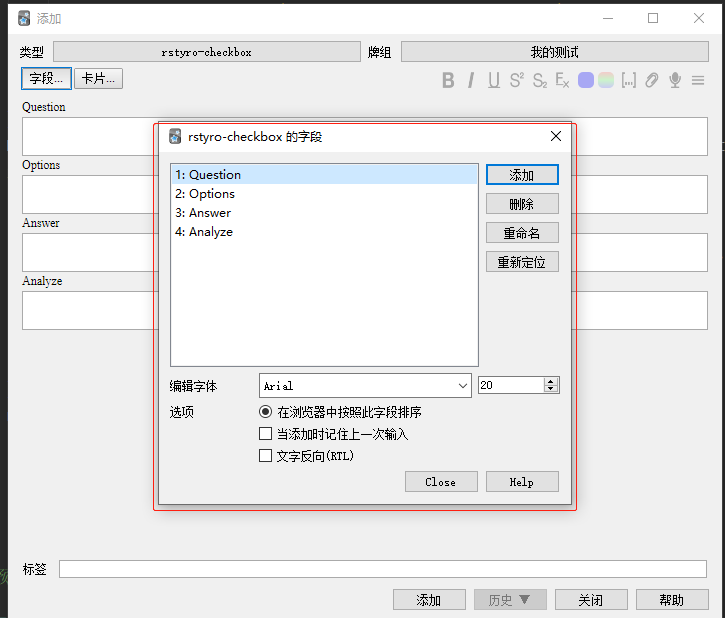 添加
类型 rstyro-checkbox 牌组 我的测试
字段... 卡片...
B I U S² S₂ Ex [...]
Question
Options
Answer
Analyze
rstyro-checkbox 的字段
1: Question
2: Options
3: Answer
4: Analyze
添加
删除
重命名
重新定位
编辑字体 Arial 20
选项 在浏览器中按照此字段排序
当添加时记住上一次输入
文字反向(RTL)
Close Help
标签
添加 历史 ▼ 关闭 帮助